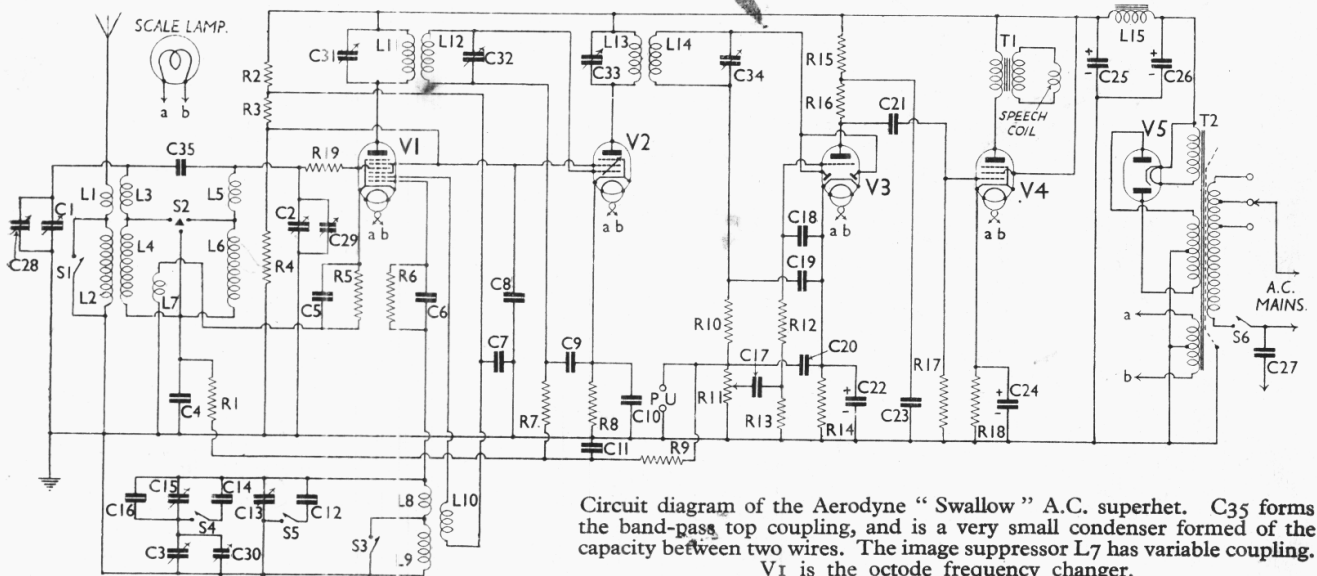 SCALE LAMP.
a b
L15
C31
L11
L12
C32
L13
L14
C33
C34
R15
T1
C25
C26
R2
R3
R16
C21
SPEECH
COIL
T2
V1
V2
V3
V4
V5
C35
R19
L1
L3
L5
S2
C1
C28
C2
C29
L4
L6
a b
a b
a b
a b
C18
C19
S1
L2
L7
R4
C5
R5
R6
C6
C8
A.C.
MAINS.
a
b
S6
C27
R10
R12
C7
C9
C17
C20
R17
C4
R1
R7
R8
C10
P U
R11
R13
R14
C22
C23
R18
C24
C11
R9
C16
C15
C14
C13
C12
L8
L10
S4
S5
S3
L9
C3
C30
Circuit diagram of the Aerodyne “ Swallow ” A.C. superhet. C35 forms
the band-pass top coupling, and is a very small condenser formed of the
capacity between two wires. The image suppressor L7 has variable coupling.
V1 is the octode frequency changer.